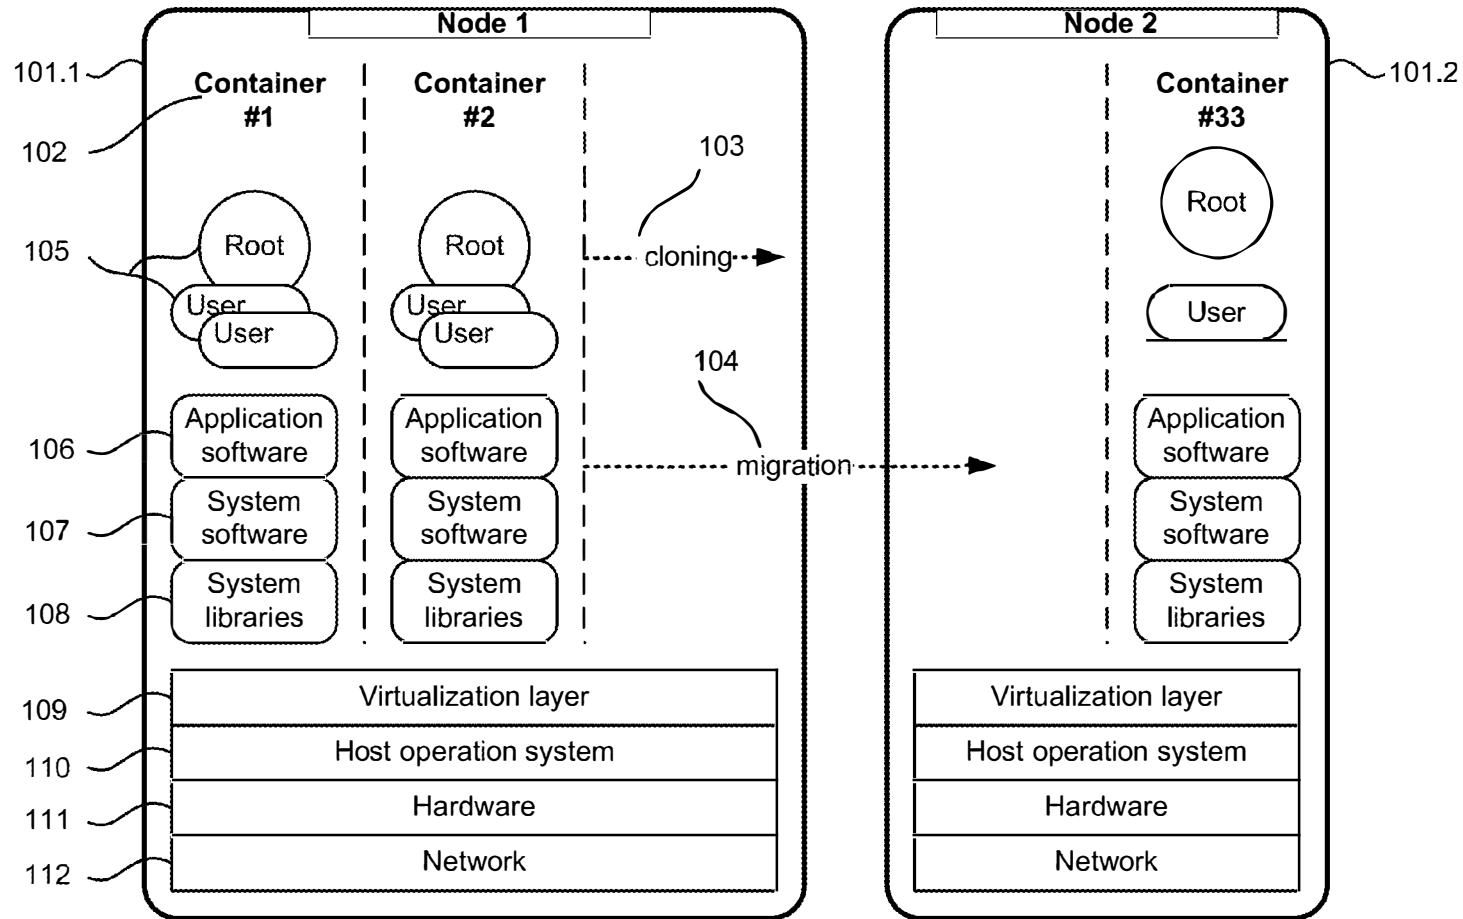 Node 1
Node 2
101.1
101.2
Container
#1
Container
#2
Container
#33
102
103
Root
Root
Root
105
cloning
User
User
User
User
User
104
Application
software
Application
software
Application
software
106
migration
System
software
System
software
System
software
107
System
libraries
System
libraries
System
libraries
108
Virtualization layer
Virtualization layer
109
Host operation system
Host operation system
110
Hardware
Hardware
111
Network
Network
112